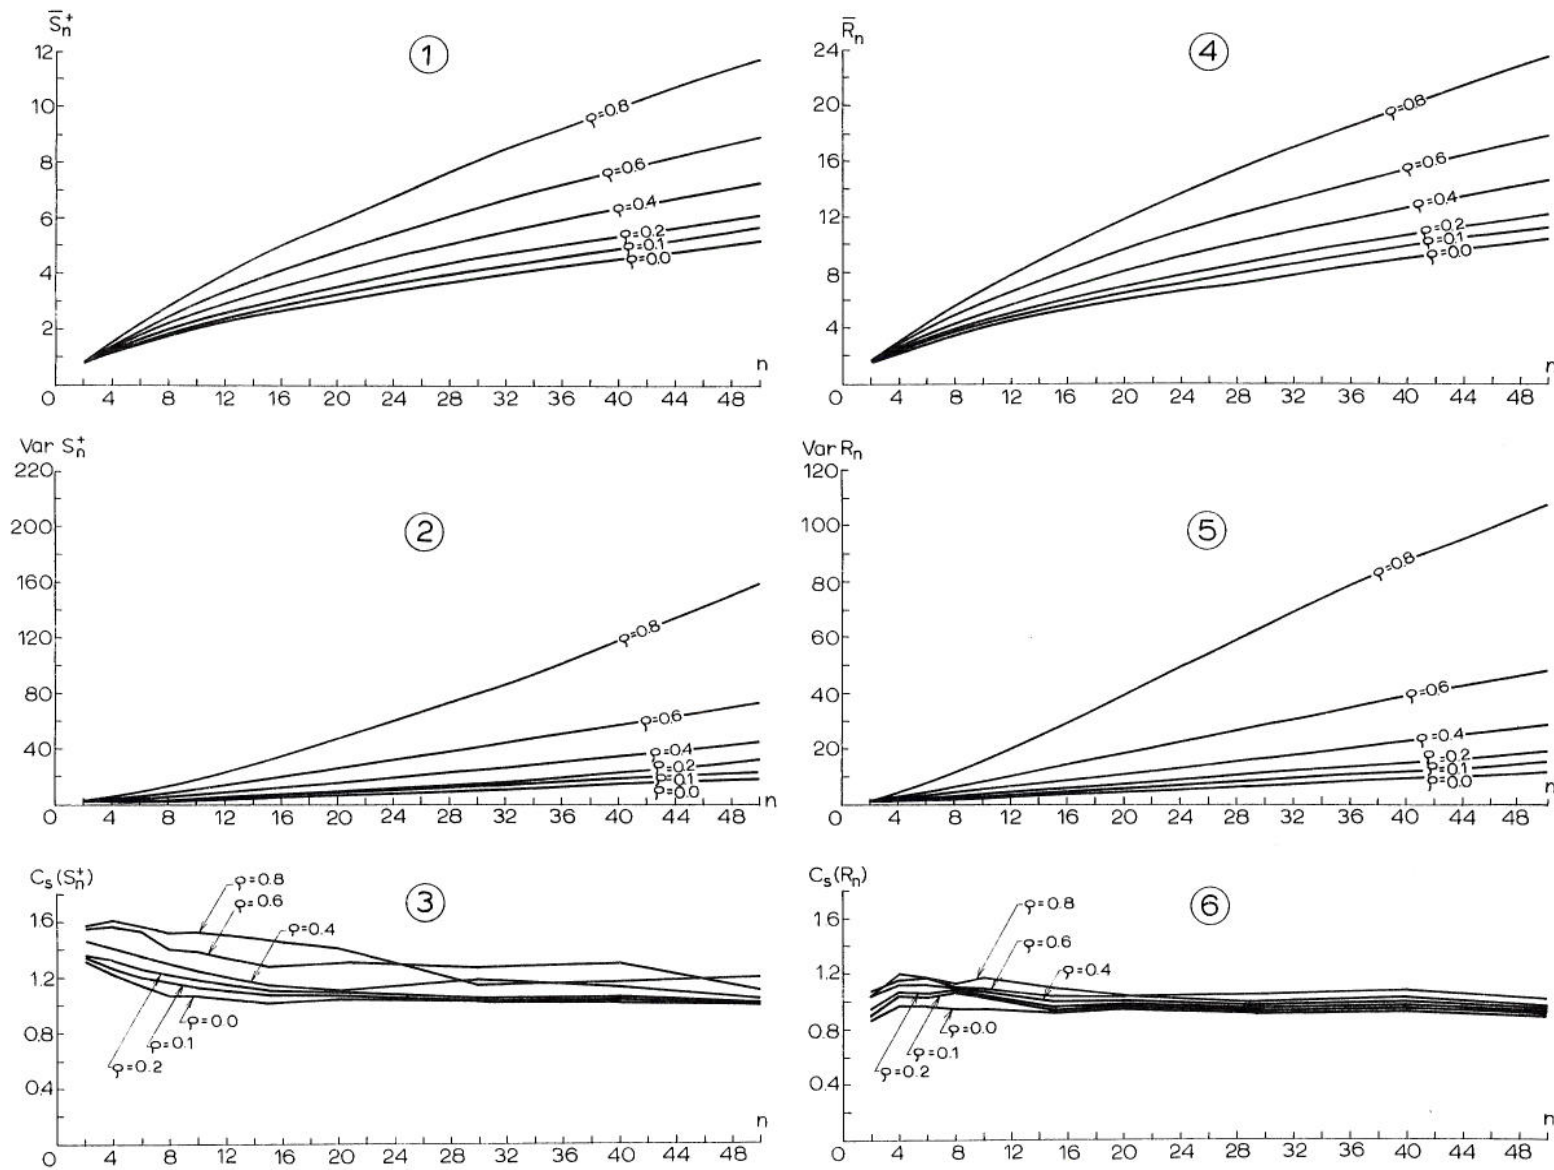 S̄ₙ⁺
①
12
10
8
6
4
2
0
4 8 12 16 20 24 28 32 36 40 44 48
n
ρ=0.8
ρ=0.6
ρ=0.4
ρ=0.2
ρ=0.1
ρ=0.0
R̄ₙ
④
24
20
16
12
8
4
0
4 8 12 16 20 24 28 32 36 40 44 48
n
ρ=0.8
ρ=0.6
ρ=0.4
ρ=0.2
ρ=0.1
ρ=0.0
Var Sₙ⁺
②
220
200
160
120
80
40
0
4 8 12 16 20 24 28 32 36 40 44 48
n
ρ=0.8
ρ=0.6
ρ=0.4
ρ=0.2
ρ=0.1
ρ=0.0
Var Rₙ
⑤
120
100
80
60
40
20
0
4 8 12 16 20 24 28 32 36 40 44 48
n
ρ=0.8
ρ=0.6
ρ=0.4
ρ=0.2
ρ=0.1
ρ=0.0
Cₛ(Sₙ⁺)
③
1.6
1.2
0.8
0.4
0
4 8 12 16 20 24 28 32 36 40 44 48
n
ρ=0.8
ρ=0.6
ρ=0.4
ρ=0.0
ρ=0.1
ρ=0.2
Cₛ(Rₙ)
⑥
1.6
1.2
0.8
0.4
0
4 8 12 16 20 24 28 32 36 40 44 48
n
ρ=0.8
ρ=0.6
ρ=0.4
ρ=0.0
ρ=0.1
ρ=0.2